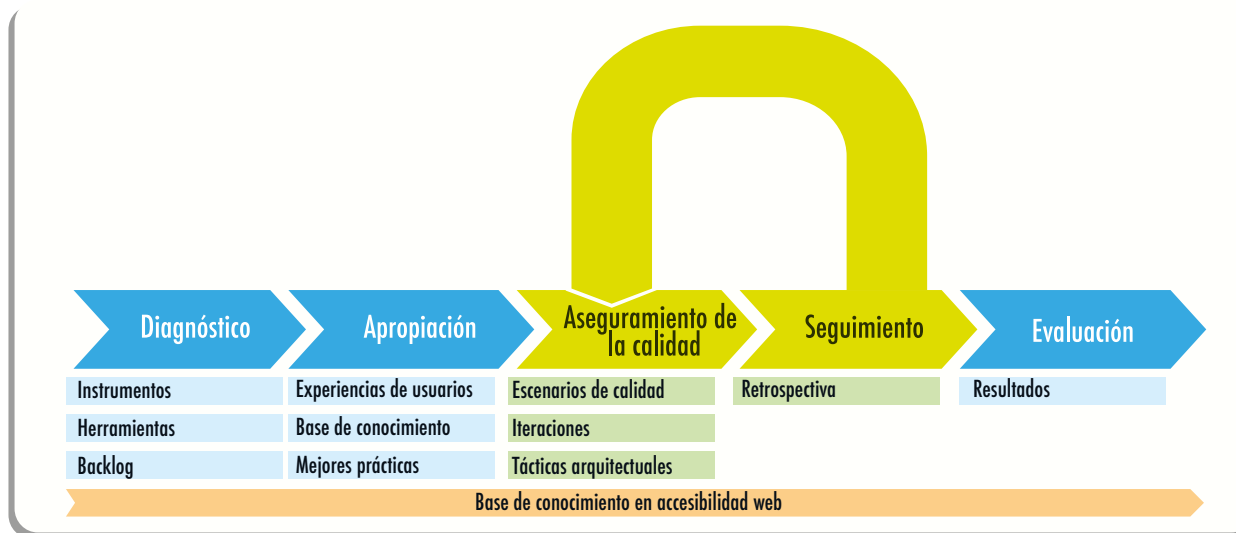 Diagnóstico
Apropiación
Aseguramiento de
la calidad
Seguimiento
Evaluación
Instrumentos
Herramientas
Backlog
Experiencias de usuarios
Base de conocimiento
Mejores prácticas
Escenarios de calidad
Iteraciones
Tácticas arquitectuales
Retrospectiva
Resultados
Base de conocimiento en accesibilidad web